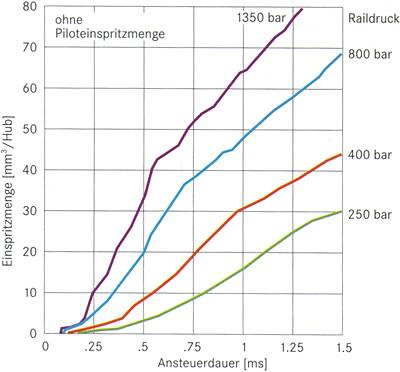 80
ohne
Piloteinspritzmenge
1350 bar
Raildruck
70
800 bar
60
50
400 bar
40
30
250 bar
20
10
0
Einspritzmenge [mm³/Hub]
0 .25 .5 .75 1 1.25 1.5
Ansteuerdauer [ms]